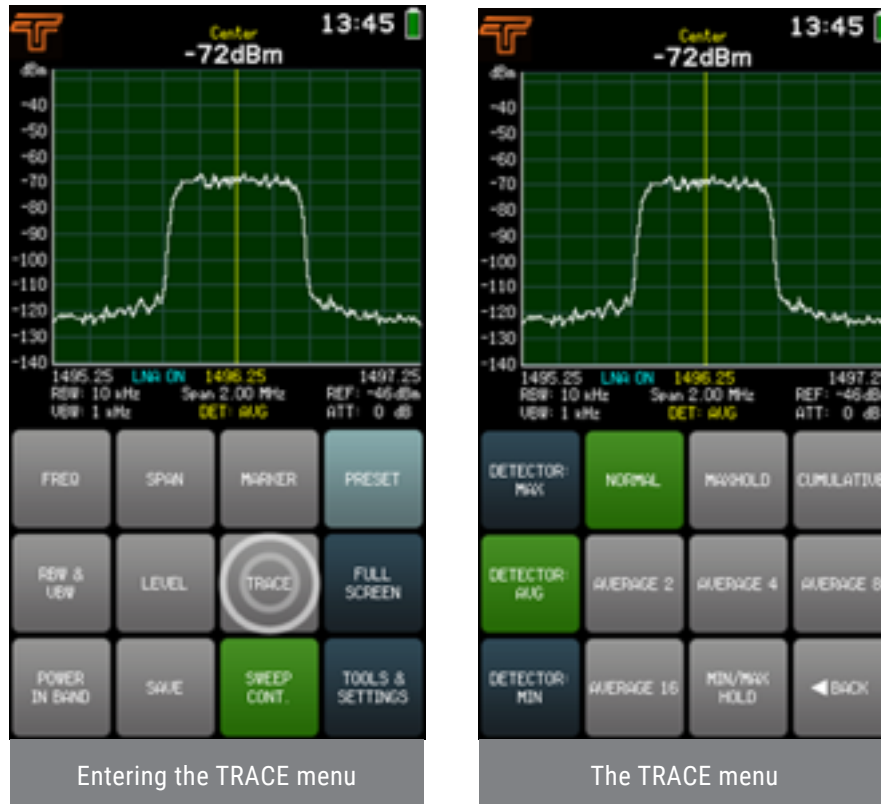 13:45
Center
-72dBm
dBm
-40
-50
-60
-70
-80
-90
-100
-110
-120
-130
-140
1495.25 LNA ON 1496.25 1497.25
RBW: 10 kHz Span 2.00 MHz REF: -46dBm
VBW: 1 kHz DET: AVG ATT: 0 dB
FREQ SPAN MARKER PRESET
RBW & VBW LEVEL TRACE FULL SCREEN
POWER IN BAND SAVE SWEEP CONT. TOOLS & SETTINGS
Entering the TRACE menu
13:45
Center
-72dBm
dBm
-40
-50
-60
-70
-80
-90
-100
-110
-120
-130
-140
1495.25 LNA ON 1496.25 1497.25
RBW: 10 kHz Span 2.00 MHz REF: -46dB
VBW: 1 kHz DET: AVG ATT: 0 dB
DETECTOR: MAX NORMAL MAXHOLD CUMULATIVE
DETECTOR: AVG AVERAGE 2 AVERAGE 4 AVERAGE 8
DETECTOR: MIN AVERAGE 16 MIN/MAX HOLD ◀BACK
The TRACE menu